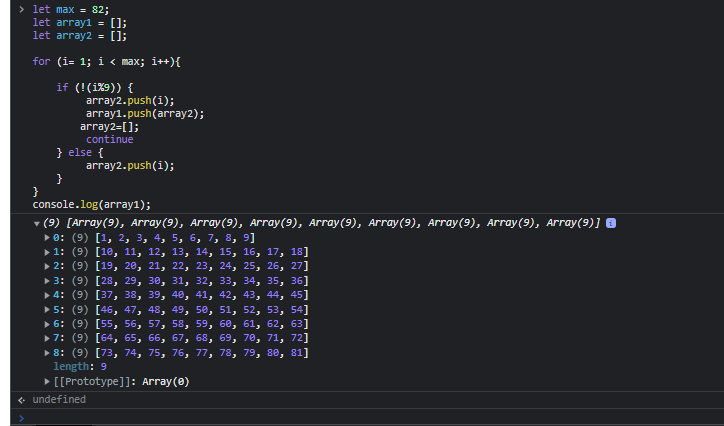 > let max = 82;
let array1 = [];
let array2 = [];
for (i= 1; i < max; i++){
if (!(i%9)) {
array2.push(i);
array1.push(array2);
array2=[];
continue
} else {
array2.push(i);
}
}
console.log(array1);
▼(9) [Array(9), Array(9), Array(9), Array(9), Array(9), Array(9), Array(9), Array(9), Array(9)] i
▶0: (9) [1, 2, 3, 4, 5, 6, 7, 8, 9]
▶1: (9) [10, 11, 12, 13, 14, 15, 16, 17, 18]
▶2: (9) [19, 20, 21, 22, 23, 24, 25, 26, 27]
▶3: (9) [28, 29, 30, 31, 32, 33, 34, 35, 36]
▶4: (9) [37, 38, 39, 40, 41, 42, 43, 44, 45]
▶5: (9) [46, 47, 48, 49, 50, 51, 52, 53, 54]
▶6: (9) [55, 56, 57, 58, 59, 60, 61, 62, 63]
▶7: (9) [64, 65, 66, 67, 68, 69, 70, 71, 72]
▶8: (9) [73, 74, 75, 76, 77, 78, 79, 80, 81]
length: 9
▶[[Prototype]]: Array(0)
undefined
>